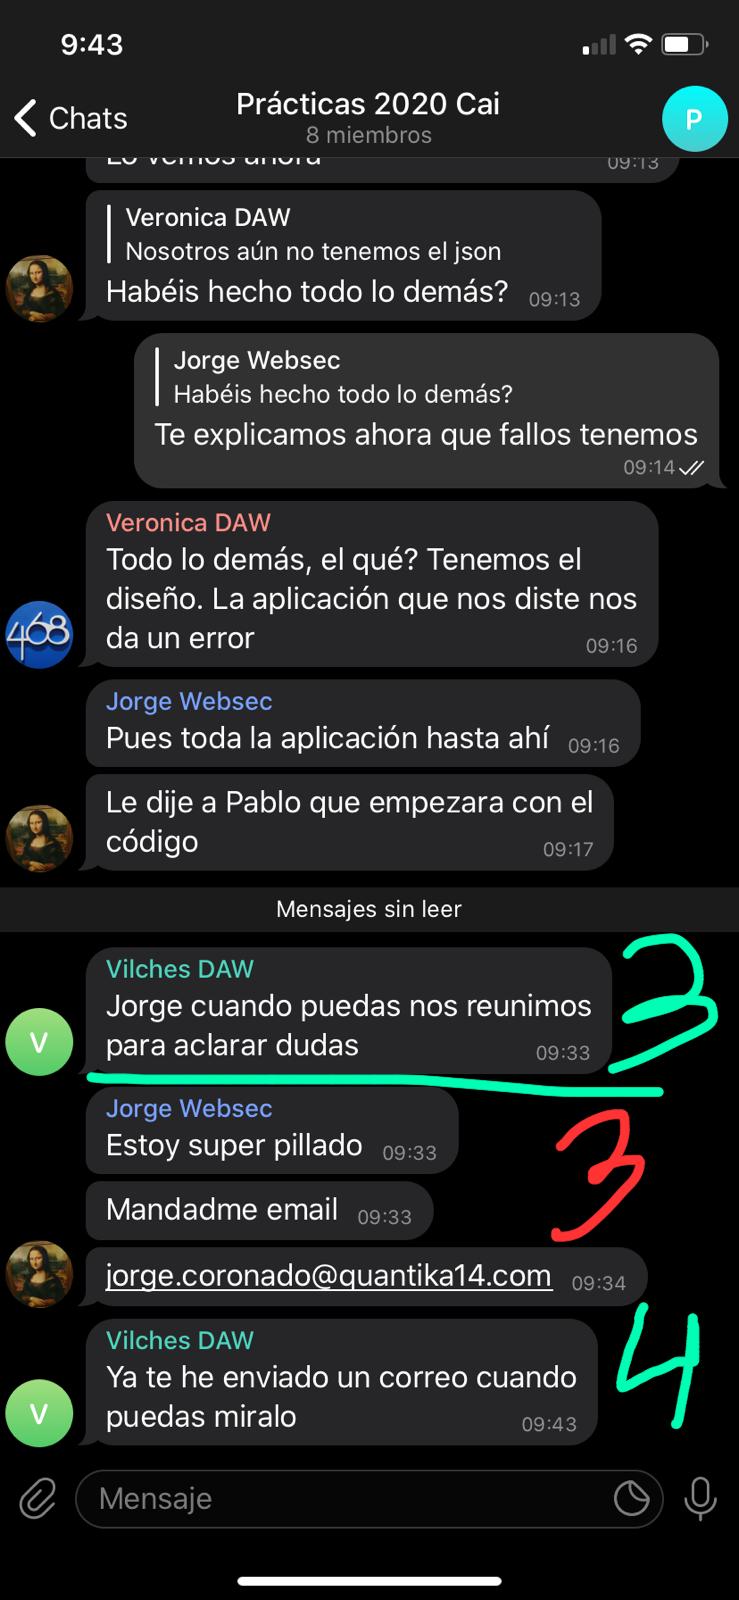 9:43
Chats
Prácticas 2020 Cai
8 miembros
P
Lo vemos ahora 09:13
Veronica DAW
Nosotros aún no tenemos el json
Habéis hecho todo lo demás? 09:13
Jorge Websec
Habéis hecho todo lo demás?
Te explicamos ahora que fallos tenemos
09:14
Veronica DAW
Todo lo demás, el qué? Tenemos el
diseño. La aplicación que nos diste nos
da un error 09:16
468
Jorge Websec
Pues toda la aplicación hasta ahí 09:16
Le dije a Pablo que empezara con el
código 09:17
Mensajes sin leer
Vilches DAW
Jorge cuando puedas nos reunimos
para aclarar dudas 09:33
V
3
Jorge Websec
Estoy super pillado 09:33
3
Mandadme email 09:33
jorge.coronado@quantika14.com 09:34
Vilches DAW
Ya te he enviado un correo cuando
puedas miralo 09:43
V
4
Mensaje